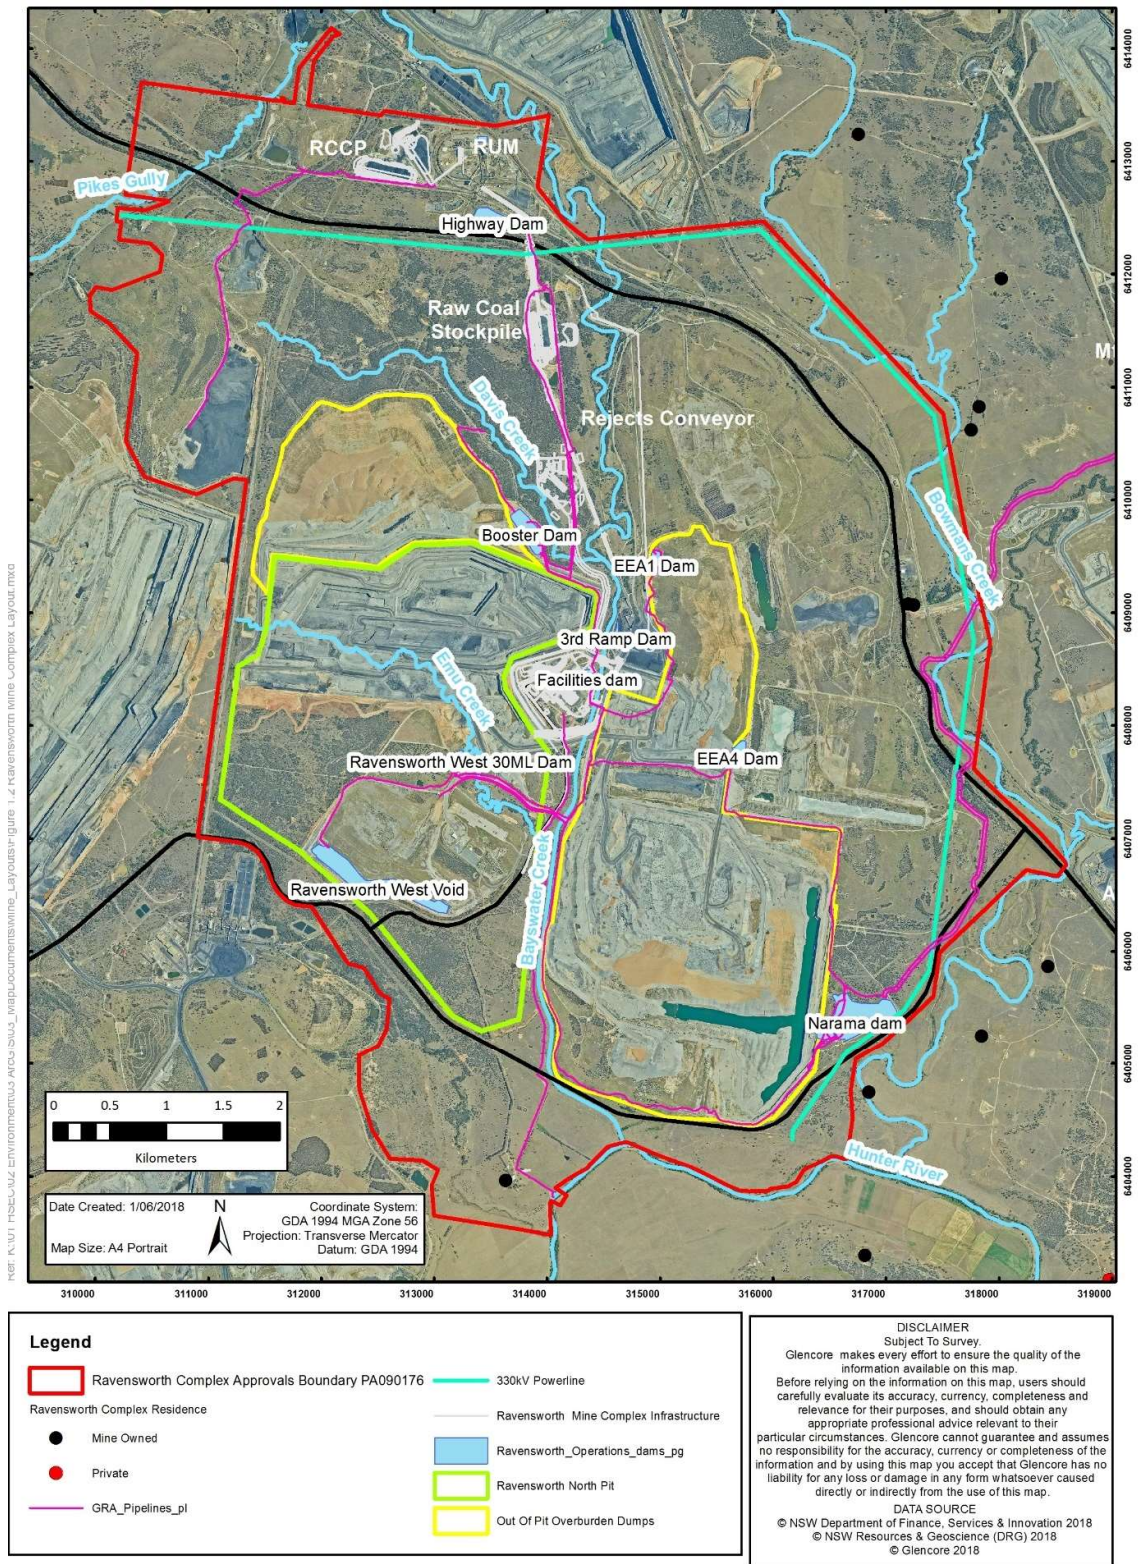 RCCP
RUM
Pikes Gully
Highway Dam
Raw Coal
Stockpile
Davis Creek
Rejects Conveyor
Booster Dam
EEA1 Dam
Bowmans Creek
3rd Ramp Dam
Facilities dam
Emu Creek
Ravensworth West 30ML Dam
EEA4 Dam
Ravensworth West Void
Bayswater Creek
Narama dam
Hunter River
6414000
6413000
6412000
6411000
6410000
6409000
6408000
6407000
6406000
6405000
6404000
0 0.5 1 1.5 2
Kilometers
Date Created: 1/06/2018
Map Size: A4 Portrait
N
Coordinate System:
GDA 1994 MGA Zone 56
Projection: Transverse Mercator
Datum: GDA 1994
310000 311000 312000 313000 314000 315000 316000 317000 318000 319000
Legend
Ravensworth Complex Approvals Boundary PA090176
Ravensworth Complex Residence
Mine Owned
Private
GRA_Pipelines_pl
330kV Powerline
Ravensworth Mine Complex Infrastructure
Ravensworth_Operations_dams_pg
Ravensworth North Pit
Out Of Pit Overburden Dumps
DISCLAIMER
Subject To Survey.
Glencore makes every effort to ensure the quality of the
information available on this map.
Before relying on the information on this map, users should
carefully evaluate its accuracy, currency, completeness and
relevance for their purposes, and should obtain any
appropriate professional advice relevant to their
particular circumstances. Glencore cannot guarantee and assumes
no responsibility for the accuracy, currency or completeness of the
information and by using this map you accept that Glencore has no
liability for any loss or damage in any form whatsoever caused
directly or indirectly from the use of this map.
DATA SOURCE
© NSW Department of Finance, Services & Innovation 2018
© NSW Resources & Geoscience (DRG) 2018
© Glencore 2018